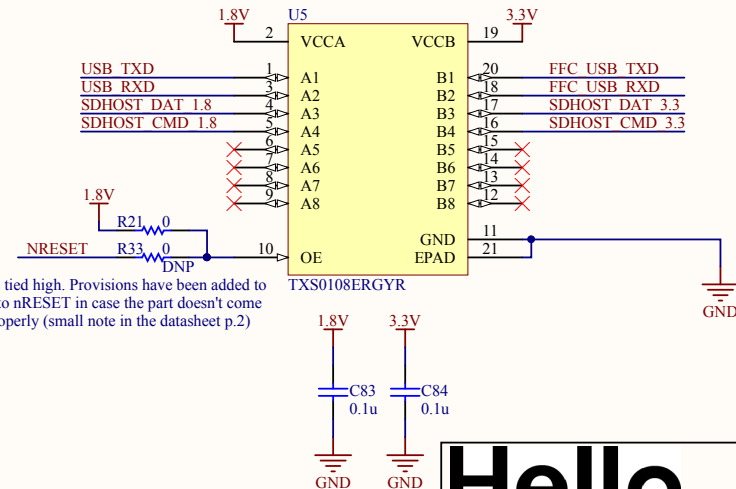 1.8V
U5
3.3V
2
VCCA
VCCB
19
USB_TXD
1
A1
B1
20
FFC_USB_TXD
USB_RXD
3
A2
B2
18
FFC_USB_RXD
SDHOST_DAT_1.8
4
A3
B3
17
SDHOST_DAT_3.3
SDHOST_CMD_1.8
5
A4
B4
16
SDHOST_CMD_3.3
6
A5
B5
15
7
A6
B6
14
8
A7
B7
13
9
A8
B8
12
1.8V
R21 0
GND
11
NRESET
R33 0
10
OE
EPAD
21
DNP
TXS0108ERGYR
GND
tied high. Provisions have been added to
to nRESET in case the part doesn't come
operly (small note in the datasheet p.2)
1.8V
3.3V
C83
0.1u
C84
0.1u
GND
GND
Hello